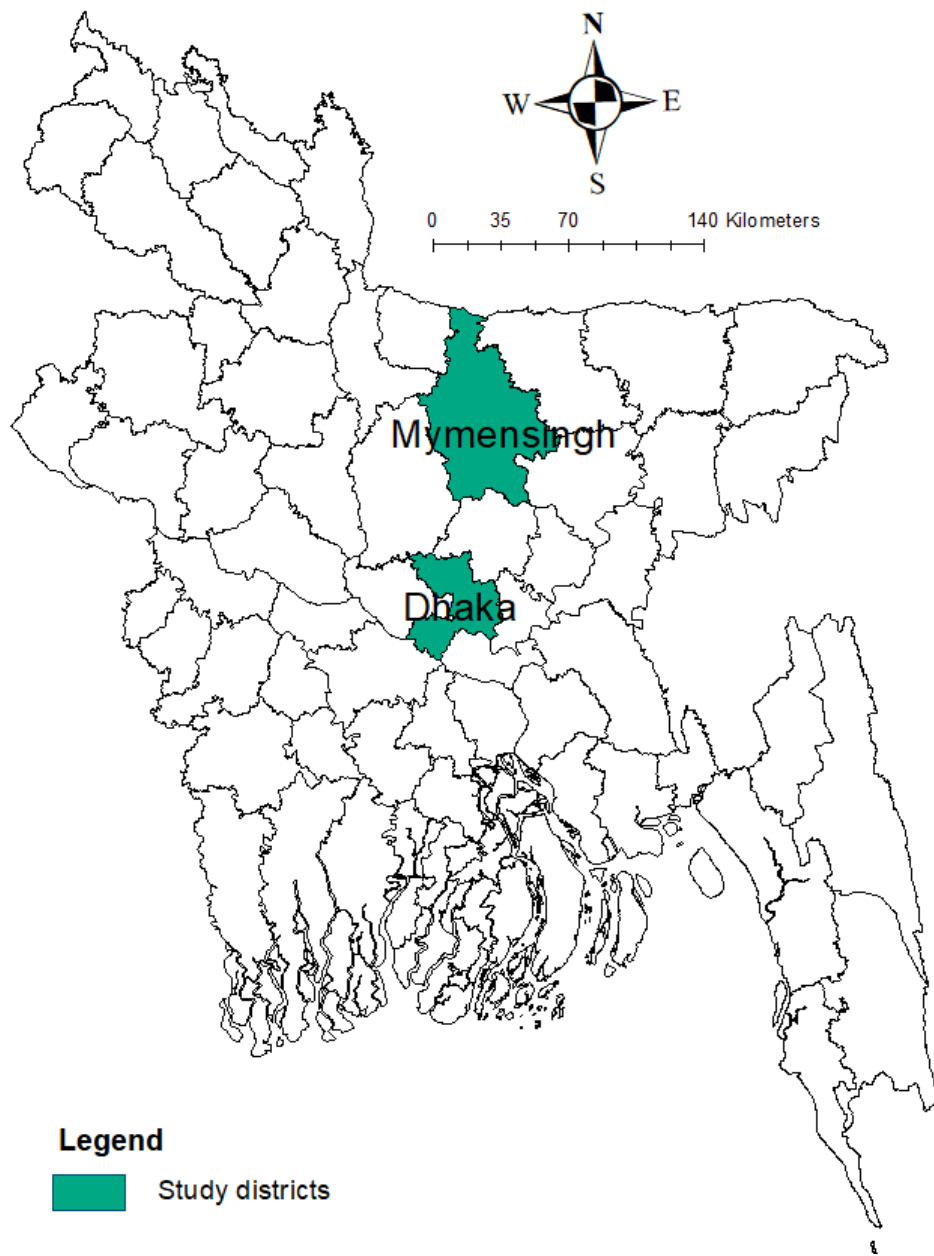 N
W E
S
0 35 70 140 Kilometers
Mymensingh
Dhaka
Legend
Study districts